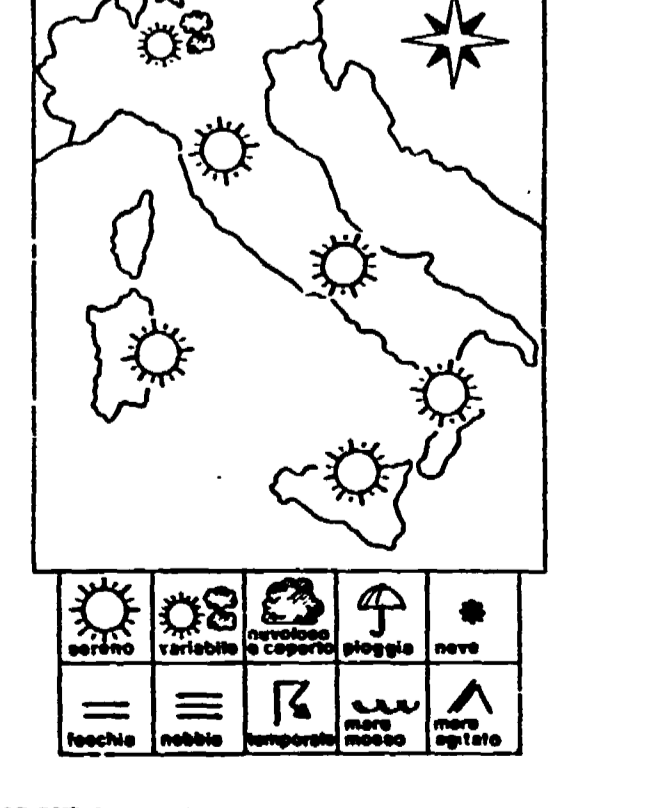 sereno
variabile
nuvoloso
o coperto
pioggia
neve
foschia
nebbia
temporale
mare
mosso
mare
agitato